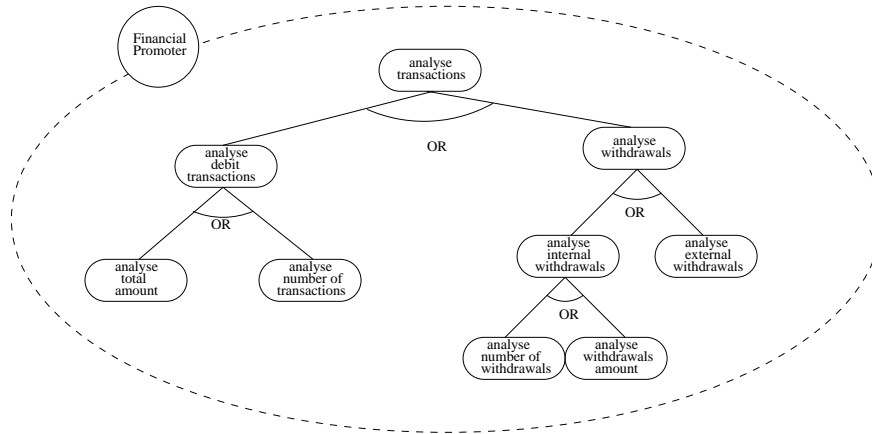 Financial
Promoter
analyse
transactions
OR
analyse
debit
transactions
analyse
withdrawals
OR
OR
analyse
total
amount
analyse
number of
transactions
analyse
internal
withdrawals
analyse
external
withdrawals
OR
analyse
number of
withdrawals
analyse
withdrawals
amount